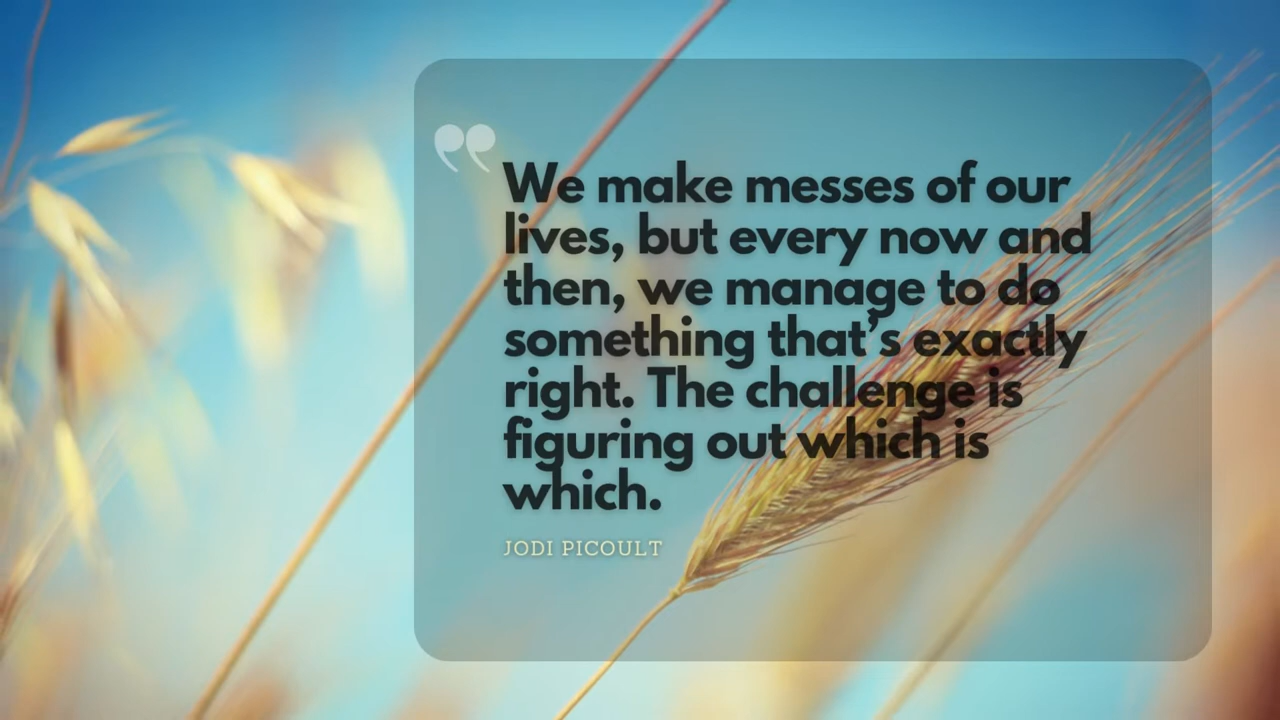 We make messes of our
lives, but every now and
then, we manage to do
something that’s exactly
right. The challenge is
figuring out which is
which.
JODI PICOULT